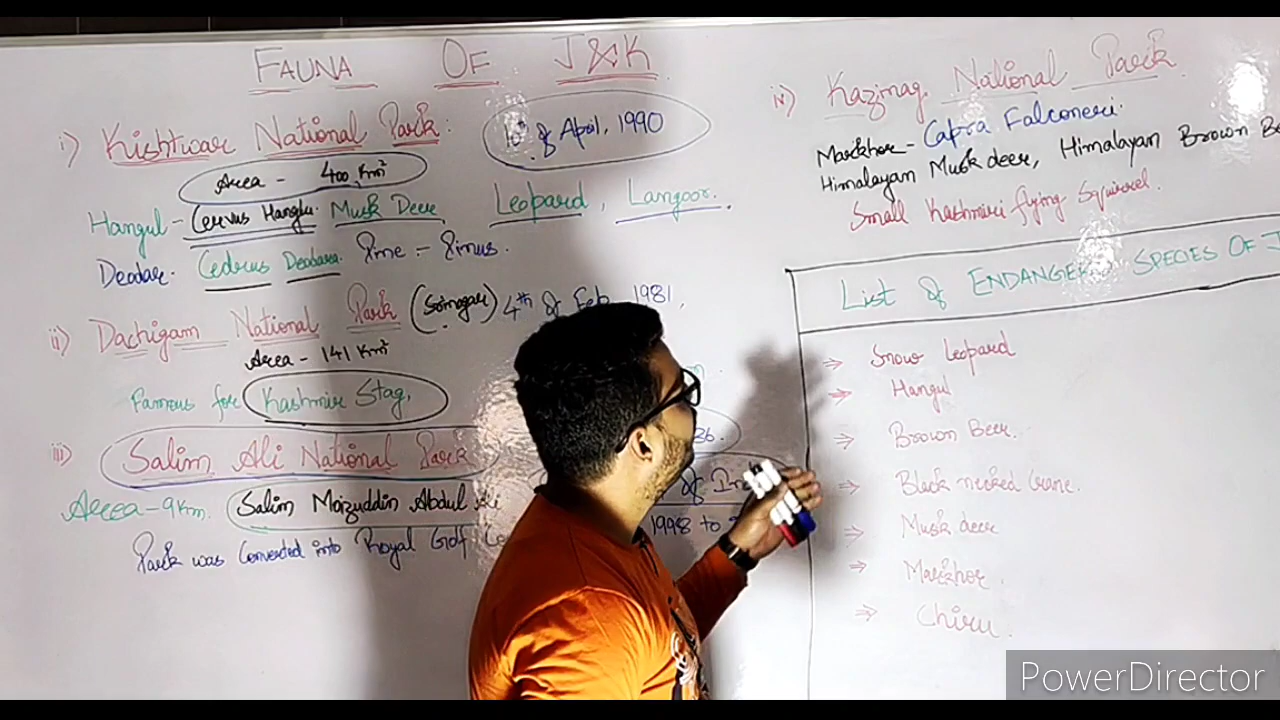 FAUNA OF J&K
i) Kishtwar National Park: of April, 1990
Area - 400 Km²
Hangul - Cervus Hanglu. Musk Deer, Leopard, Langoor.
Deodar. Cedrus Deodara. Pine - Pinus.
ii) Dachigam National Park (Srinagar) 4th of Feb 1981,
Area - 141 Km²
Famous for Kashmir Stag,
iii) Salim Ali National Park
Area - 9 Km. Salim Moizuddin Abdul Ali of
1998 to
Park was Converted into Royal Golf
iv) Kazinag National Park
Markhor - Capra Falconeri.
Himalayan Musk deer, Himalayan Brown
Small Kashmiri flying Squirrel.
List of ENDANGER SPECIES OF J
⇒ Snow Leopard
⇒ Hangul
⇒ Brown Beer.
⇒ Black necked Crane.
⇒ Musk deer
⇒ Markhor.
⇒ Chiru.
PowerDirector